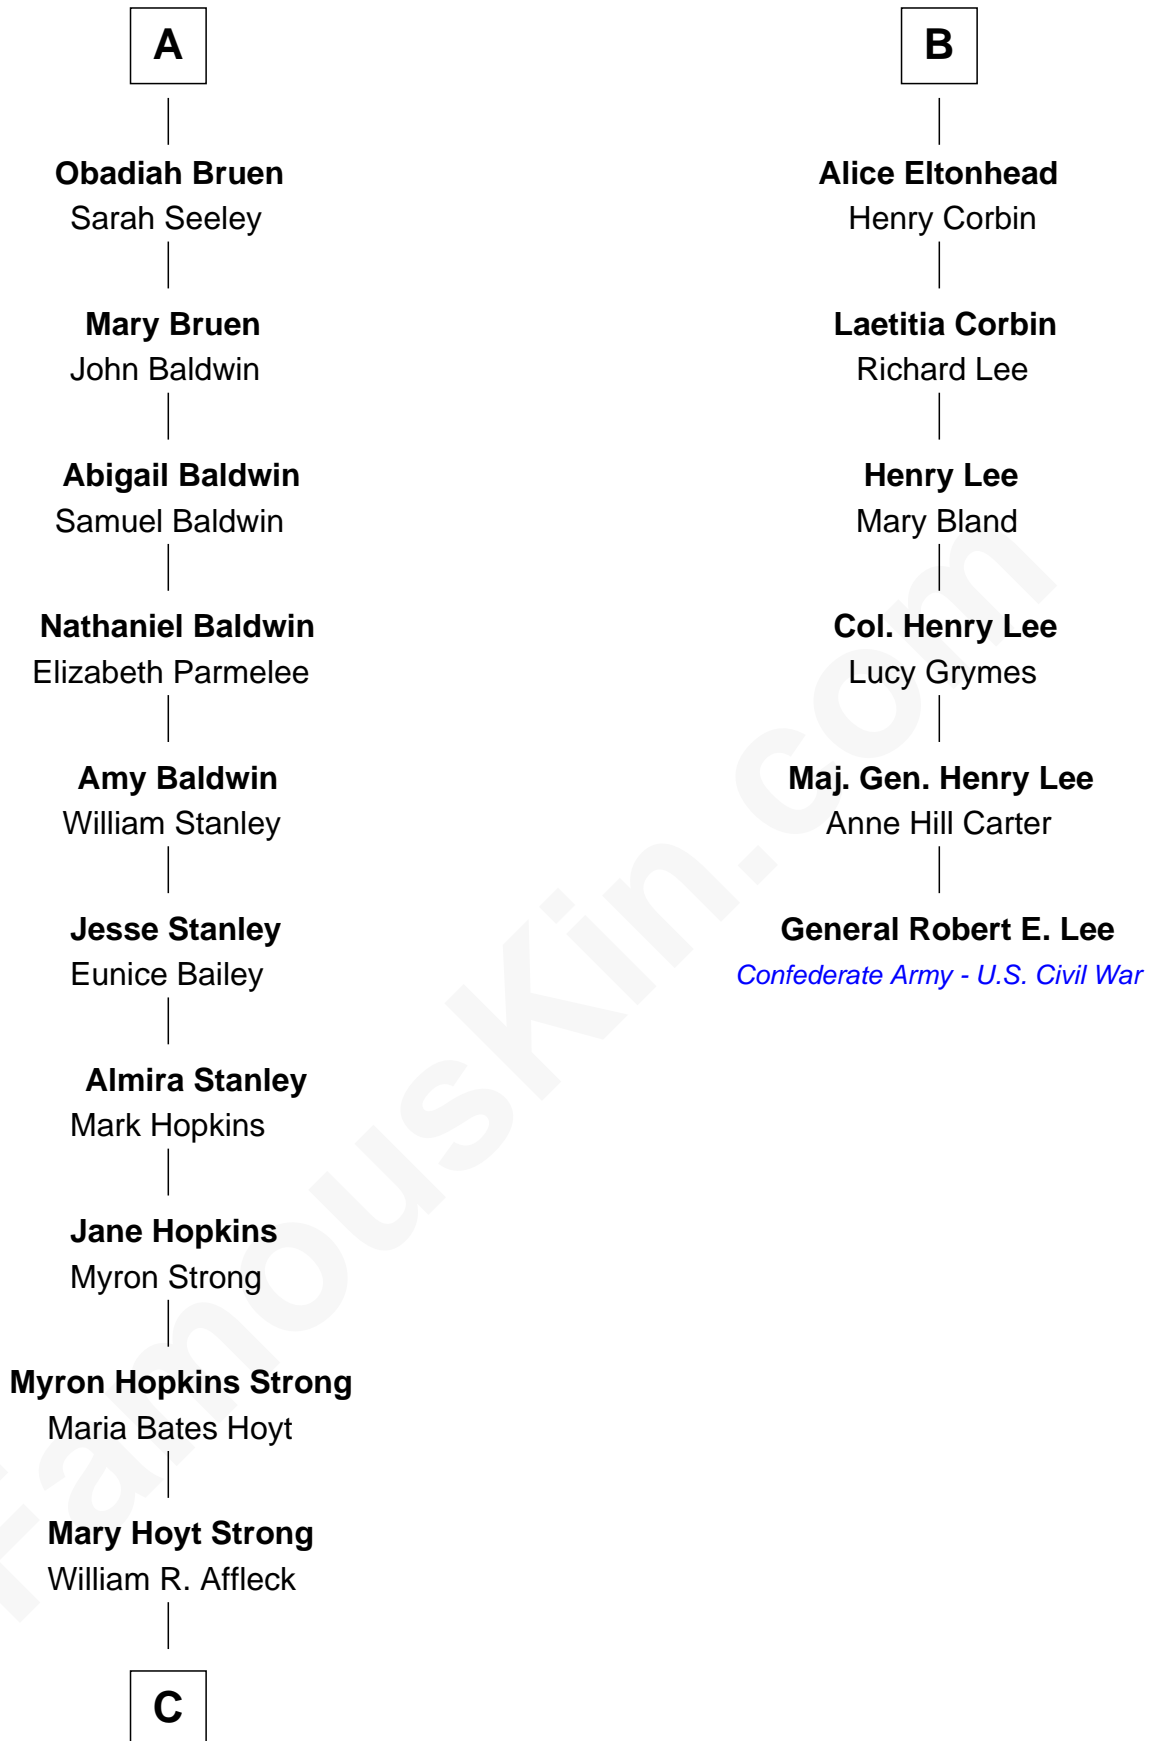 A
Obadiah Bruen
Sarah Seeley
Mary Bruen
John Baldwin
Abigail Baldwin
Samuel Baldwin
Nathaniel Baldwin
Elizabeth Parmelee
Amy Baldwin
William Stanley
Jesse Stanley
Eunice Bailey
Almira Stanley
Mark Hopkins
Jane Hopkins
Myron Strong
Myron Hopkins Strong
Maria Bates Hoyt
Mary Hoyt Strong
William R. Affleck
C
B
Alice Eltonhead
Henry Corbin
Laetitia Corbin
Richard Lee
Henry Lee
Mary Bland
Col. Henry Lee
Lucy Grymes
Maj. Gen. Henry Lee
Anne Hill Carter
General Robert E. Lee
Confederate Army - U.S. Civil War
FamousKin.com